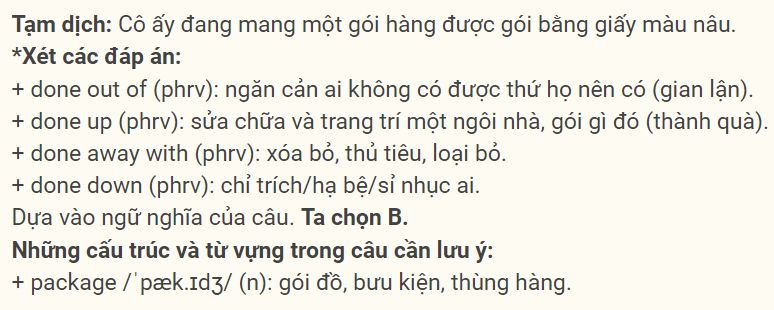 Tạm dịch: Cô ấy đang mang một gói hàng được gói bằng giấy màu nâu.
*Xét các đáp án:
+ done out of (phrv): ngăn cản ai không có được thứ họ nên có (gian lận).
+ done up (phrv): sửa chữa và trang trí một ngôi nhà, gói gì đó (thành quà).
+ done away with (phrv): xóa bỏ, thủ tiêu, loại bỏ.
+ done down (phrv): chỉ trích/hạ bệ/sỉ nhục ai.
Dựa vào ngữ nghĩa của câu. Ta chọn B.
Những cấu trúc và từ vựng trong câu cần lưu ý:
+ package /ˈpæk.ɪdʒ/ (n): gói đồ, bưu kiện, thùng hàng.